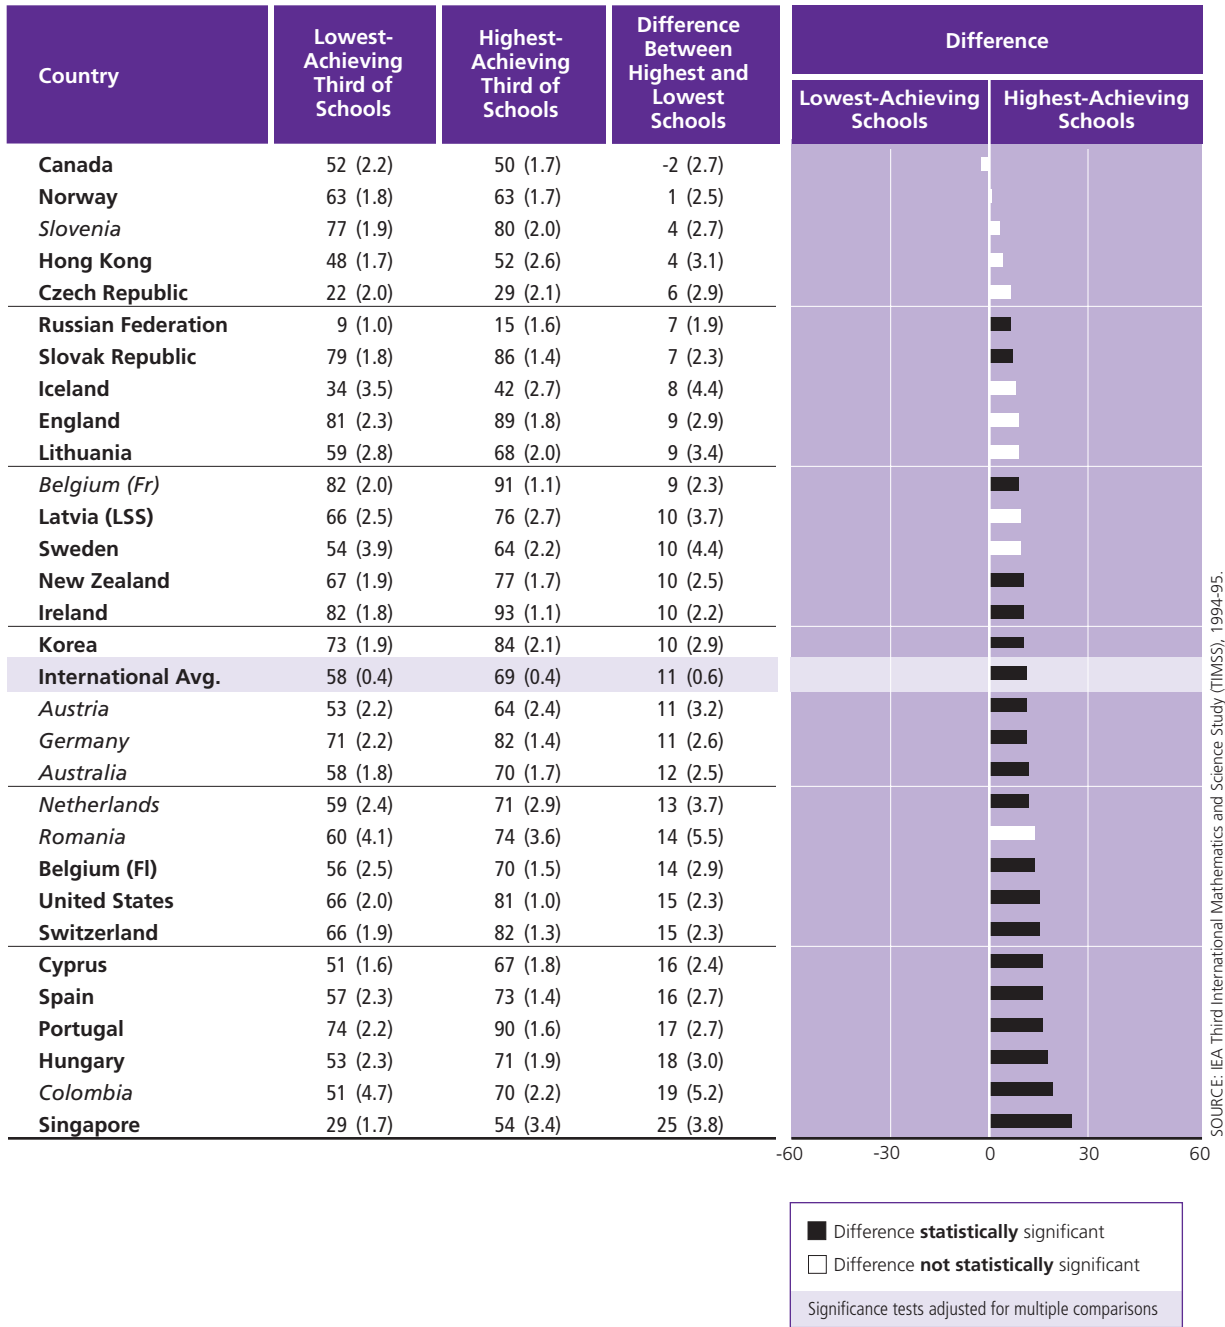 Country
Lowest-
Achieving
Third of
Schools
Highest-
Achieving
Third of
Schools
Difference
Between
Highest and
Lowest
Schools
Difference
Lowest-Achieving
Schools
Highest-Achieving
Schools
Canada 52 (2.2) 50 (1.7) -2 (2.7)
Norway 63 (1.8) 63 (1.7) 1 (2.5)
Slovenia 77 (1.9) 80 (2.0) 4 (2.7)
Hong Kong 48 (1.7) 52 (2.6) 4 (3.1)
Czech Republic 22 (2.0) 29 (2.1) 6 (2.9)
Russian Federation 9 (1.0) 15 (1.6) 7 (1.9)
Slovak Republic 79 (1.8) 86 (1.4) 7 (2.3)
Iceland 34 (3.5) 42 (2.7) 8 (4.4)
England 81 (2.3) 89 (1.8) 9 (2.9)
Lithuania 59 (2.8) 68 (2.0) 9 (3.4)
Belgium (Fr) 82 (2.0) 91 (1.1) 9 (2.3)
Latvia (LSS) 66 (2.5) 76 (2.7) 10 (3.7)
Sweden 54 (3.9) 64 (2.2) 10 (4.4)
New Zealand 67 (1.9) 77 (1.7) 10 (2.5)
Ireland 82 (1.8) 93 (1.1) 10 (2.2)
Korea 73 (1.9) 84 (2.1) 10 (2.9)
International Avg. 58 (0.4) 69 (0.4) 11 (0.6)
Austria 53 (2.2) 64 (2.4) 11 (3.2)
Germany 71 (2.2) 82 (1.4) 11 (2.6)
Australia 58 (1.8) 70 (1.7) 12 (2.5)
Netherlands 59 (2.4) 71 (2.9) 13 (3.7)
Romania 60 (4.1) 74 (3.6) 14 (5.5)
Belgium (Fl) 56 (2.5) 70 (1.5) 14 (2.9)
United States 66 (2.0) 81 (1.0) 15 (2.3)
Switzerland 66 (1.9) 82 (1.3) 15 (2.3)
Cyprus 51 (1.6) 67 (1.8) 16 (2.4)
Spain 57 (2.3) 73 (1.4) 16 (2.7)
Portugal 74 (2.2) 90 (1.6) 17 (2.7)
Hungary 53 (2.3) 71 (1.9) 18 (3.0)
Colombia 51 (4.7) 70 (2.2) 19 (5.2)
Singapore 29 (1.7) 54 (3.4) 25 (3.8)
-60 -30 0 30 60
Difference statistically significant
Difference not statistically significant
Significance tests adjusted for multiple comparisons
SOURCE: IEA Third International Mathematics and Science Study (TIMSS), 1994-95.